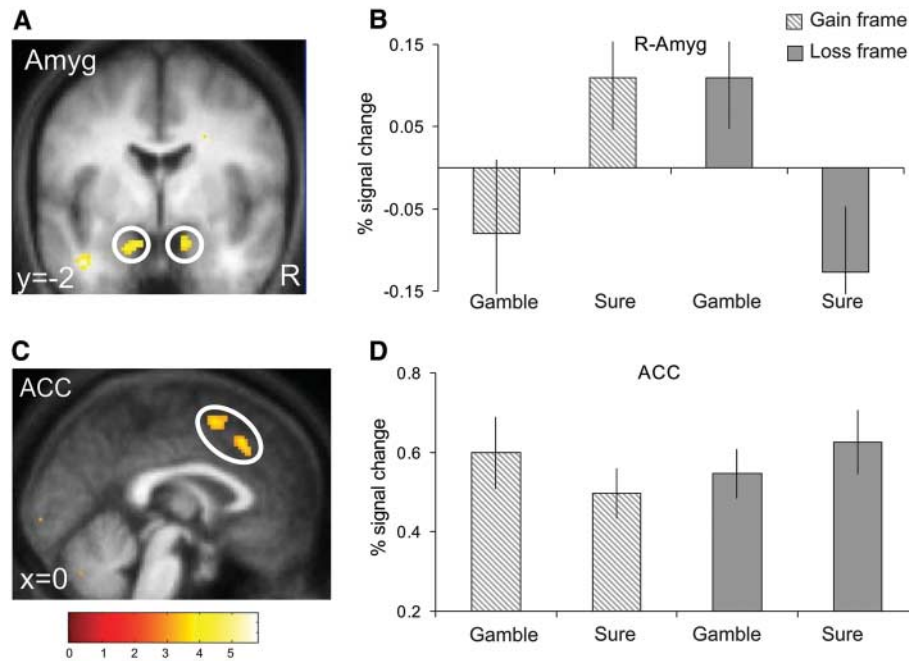 A
Amyg
y=-2
R
B
Gain frame
Loss frame
R-Amyg
% signal change
0.15
0.05
-0.05
-0.15
Gamble
Sure
Gamble
Sure
C
ACC
x=0
0 1 2 3 4 5
D
ACC
% signal change
0.8
0.6
0.4
0.2
Gamble
Sure
Gamble
Sure